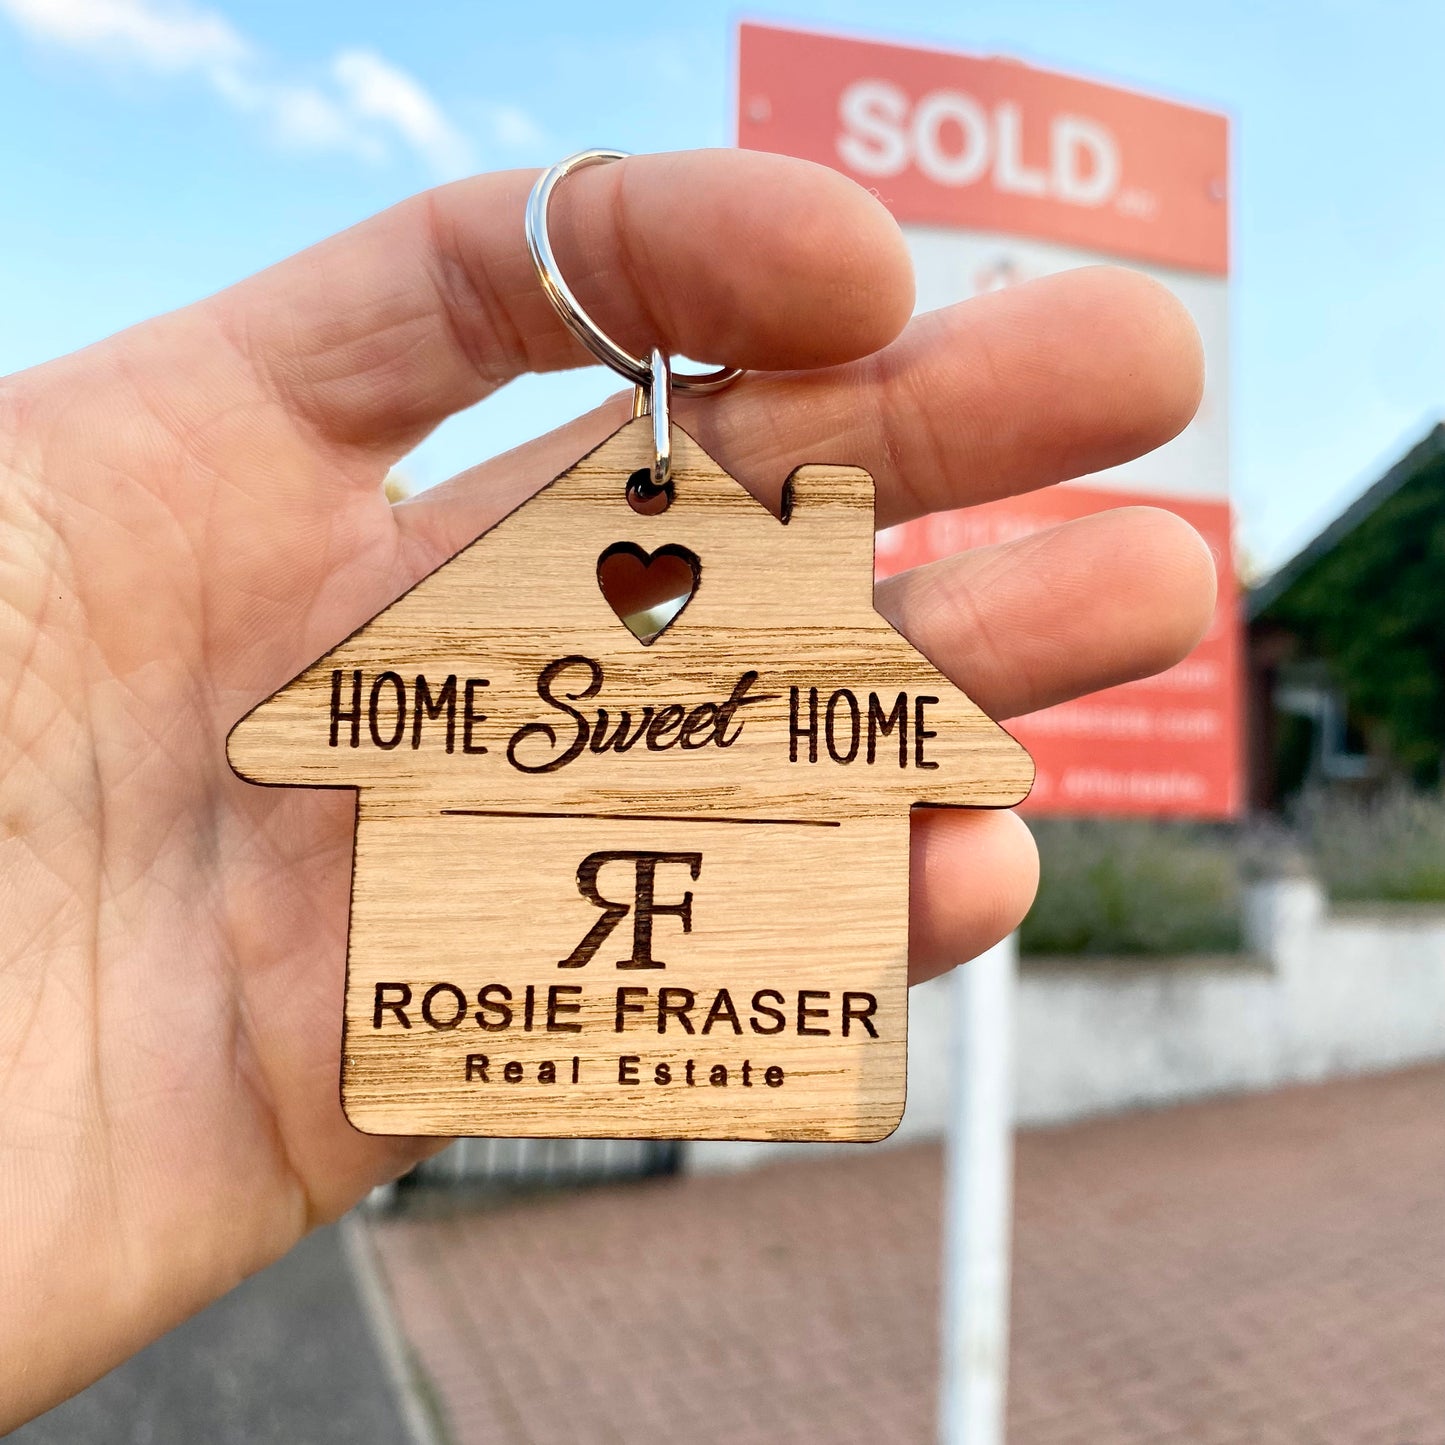 SOLD
HOME Sweet HOME
RF
ROSIE FRASER
Real Estate